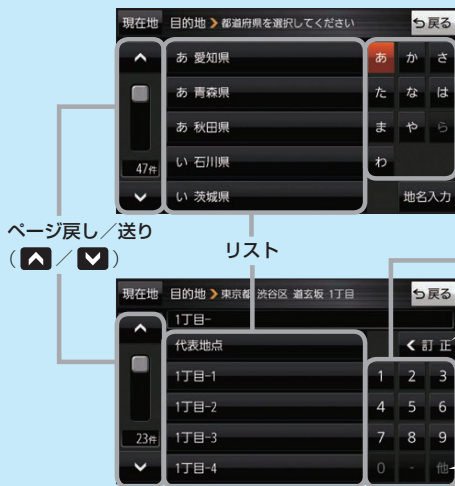 現在地 目的地 > 都道府県を選択してください 戻る
あ 愛知県
あ 青森県
あ 秋田県
い 石川県
い 茨城県
47件
あ か さ
た な は
ま や ら
わ
地名入力
ページ戻し/送り
( / )
リスト
現在地 目的地 > 東京都 渋谷区 道玄坂 1丁目 戻る
1丁目-
代表地点
1丁目-1
1丁目-2
1丁目-3
1丁目-4
23件
訂 正
1 2 3
4 5 6
7 8 9
0 - 他